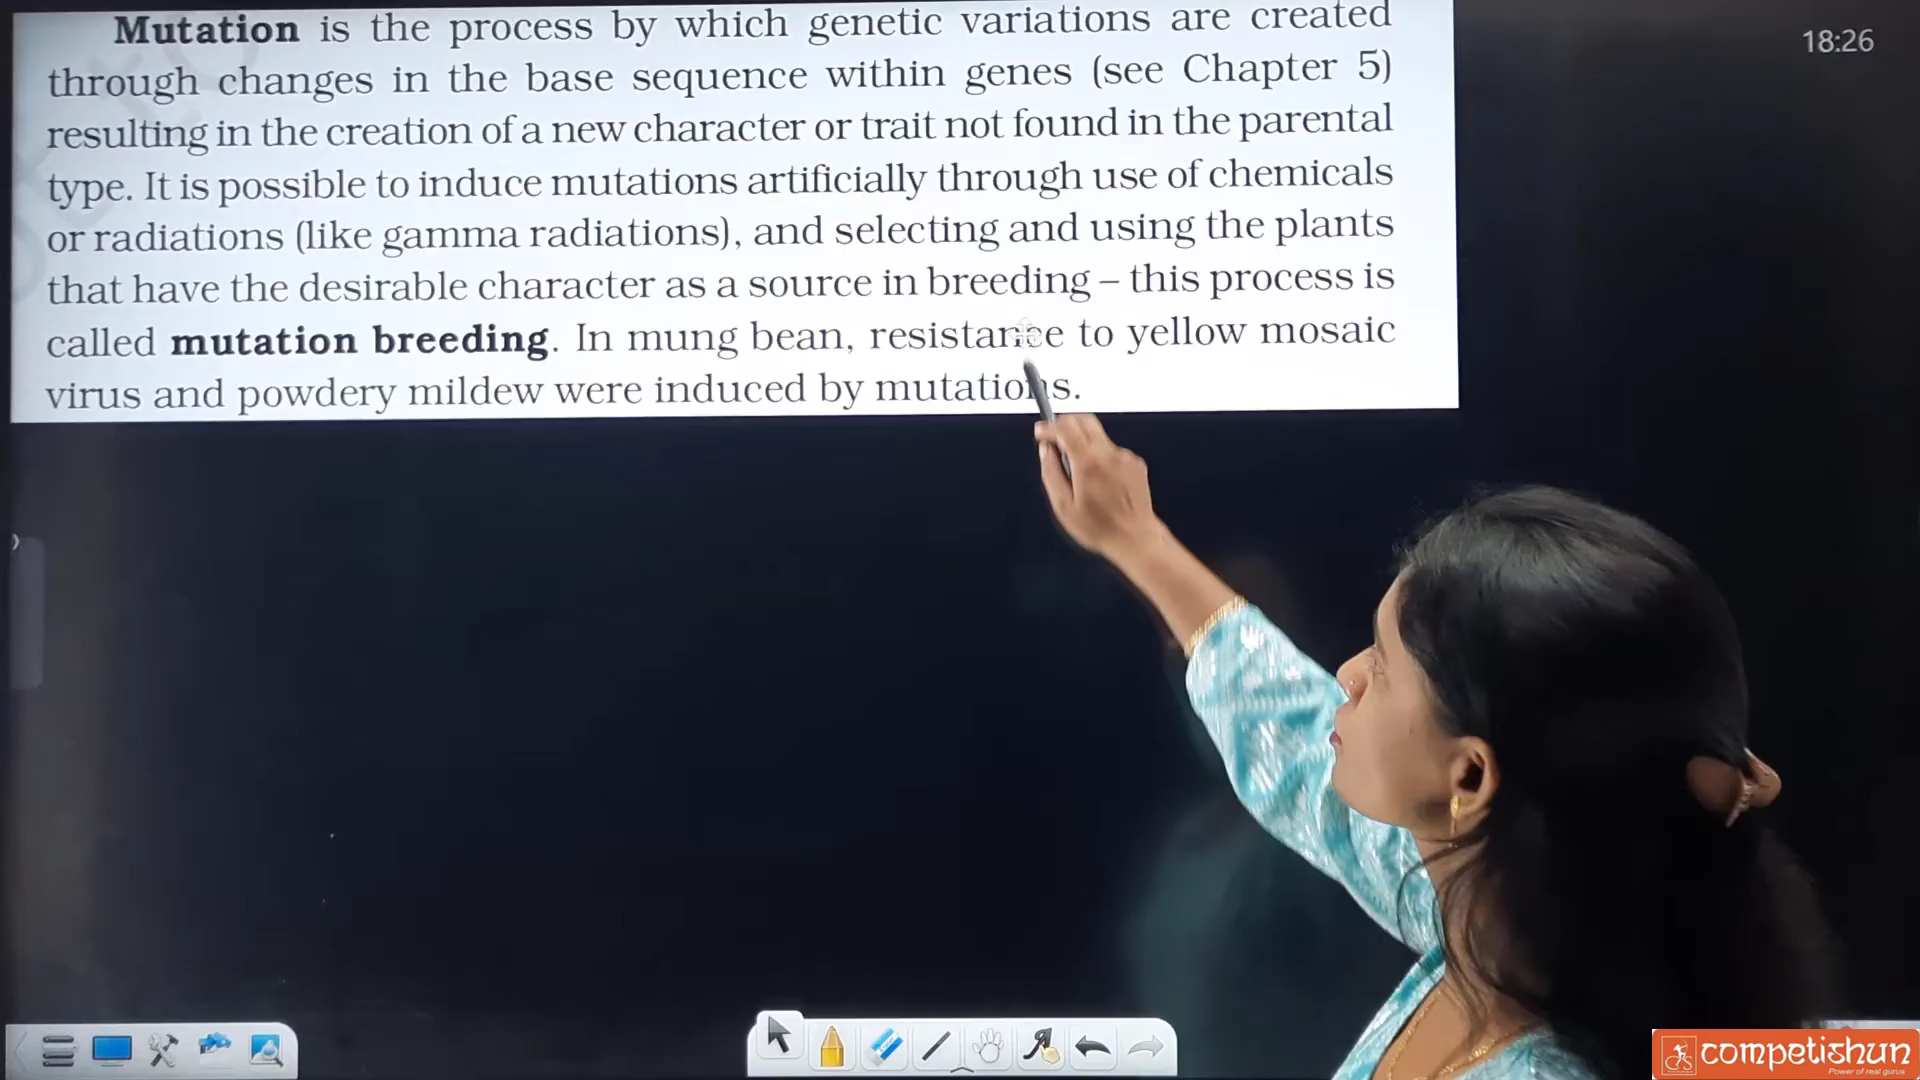 Mutation is the process by which genetic variations are created
through changes in the base sequence within genes (see Chapter 5)
resulting in the creation of a new character or trait not found in the parental
type. It is possible to induce mutations artificially through use of chemicals
or radiations (like gamma radiations), and selecting and using the plants
that have the desirable character as a source in breeding – this process is
called mutation breeding. In mung bean, resistance to yellow mosaic
virus and powdery mildew were induced by mutations.
18:26
competishun
Power of real gurus